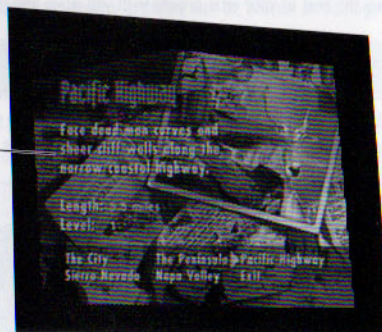 Pacific Highway
Face dead man curves and
sheer cliff walls along the
narrow coastal highway.
Length: miles
Level:
The City The Peninsula Pacific Highway
Sierra Nevada Napa Valley Exit